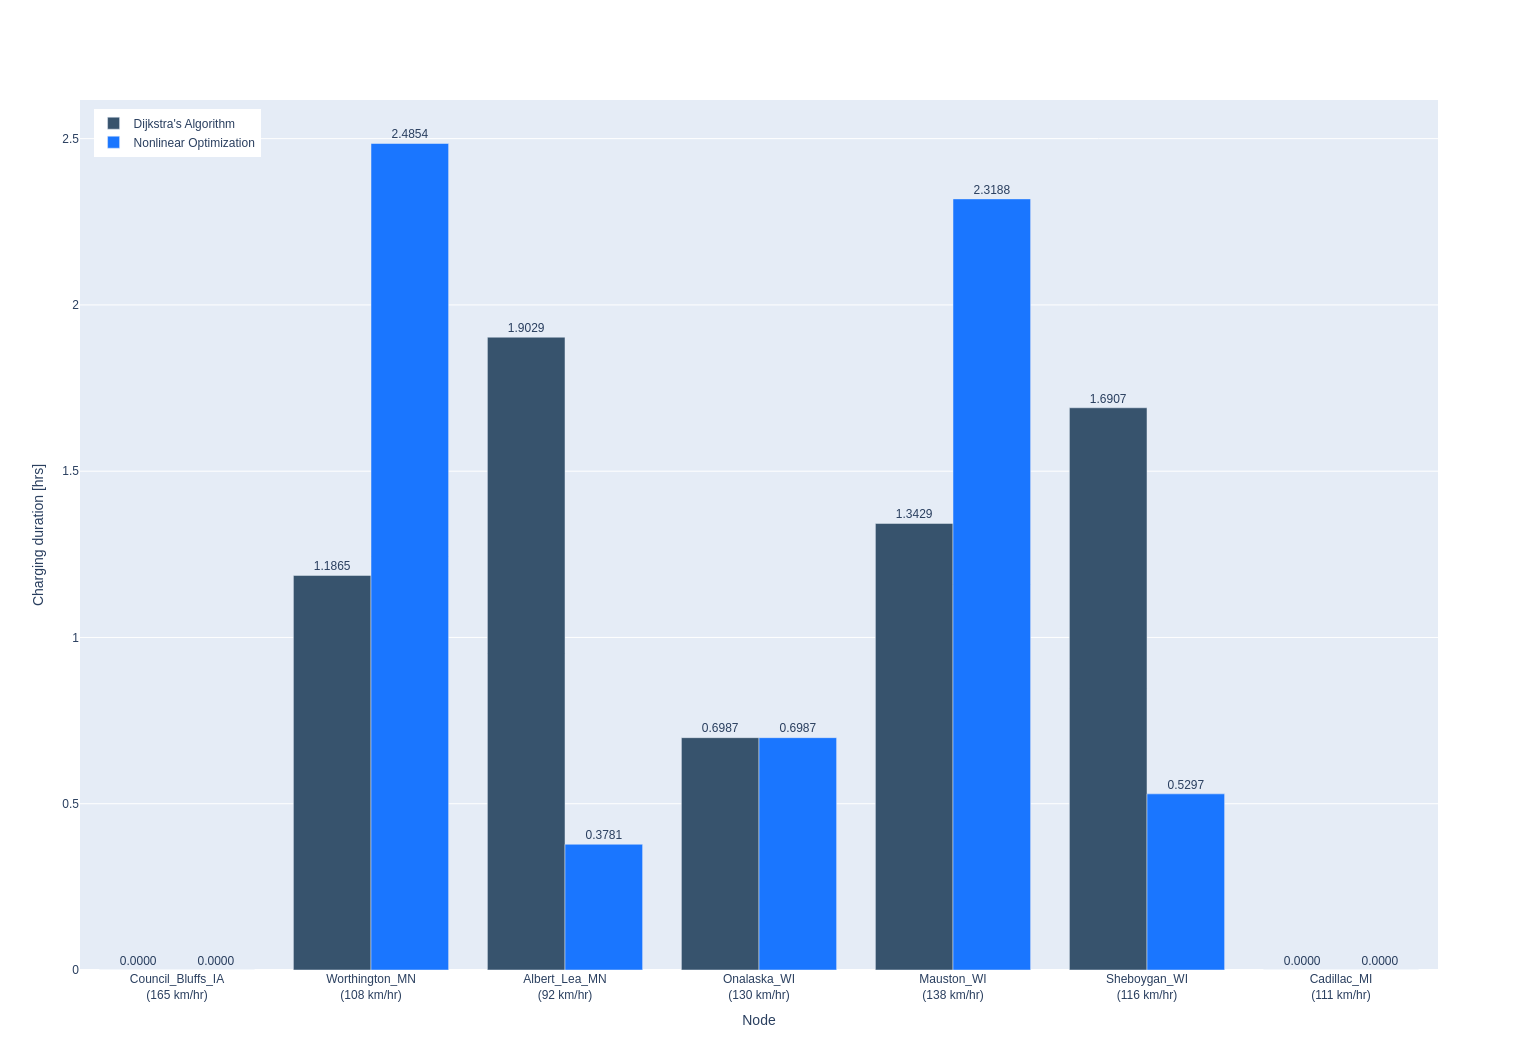 Dijkstra's Algorithm
Nonlinear Optimization
2.5
2
1.5
1
0.5
0
Charging duration [hrs]
0.0000
0.0000
1.1865
2.4854
1.9029
0.3781
0.6987
0.6987
1.3429
2.3188
1.6907
0.5297
0.0000
0.0000
Council_Bluffs_IA
(165 km/hr)
Worthington_MN
(108 km/hr)
Albert_Lea_MN
(92 km/hr)
Onalaska_WI
(130 km/hr)
Mauston_WI
(138 km/hr)
Sheboygan_WI
(116 km/hr)
Cadillac_MI
(111 km/hr)
Node